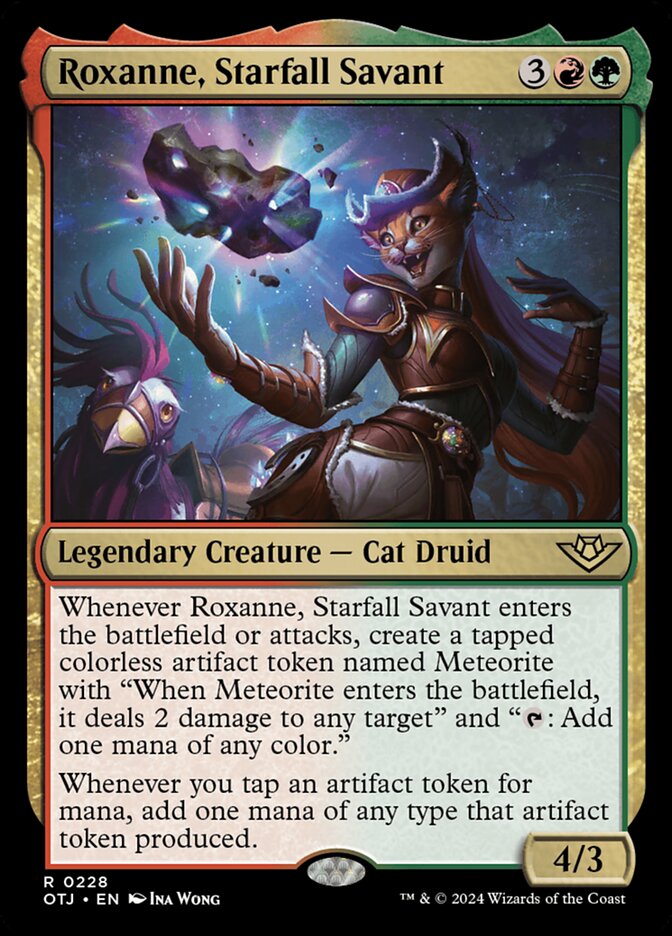 Roxanne, Starfall Savant 3
Legendary Creature — Cat Druid
Whenever Roxanne, Starfall Savant enters
the battlefield or attacks, create a tapped
colorless artifact token named Meteorite
with “When Meteorite enters the battlefield,
it deals 2 damage to any target” and “: Add
one mana of any color.”
Whenever you tap an artifact token for
mana, add one mana of any type that artifact
token produced.
4/3
R 0228
OTJ • EN Ina Wong
™ & © 2024 Wizards of the Coast